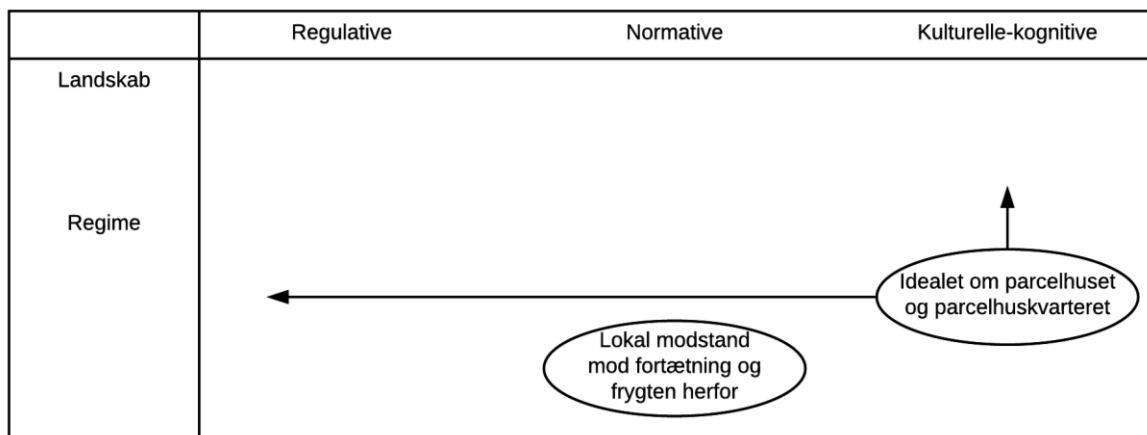 Regulative
Normative
Kulturelle-kognitive
Landskab
Regime
Idealet om parcelhuset
og parcelhuskvarteret
Lokal modstand
mod fortætning og
frygten herfor